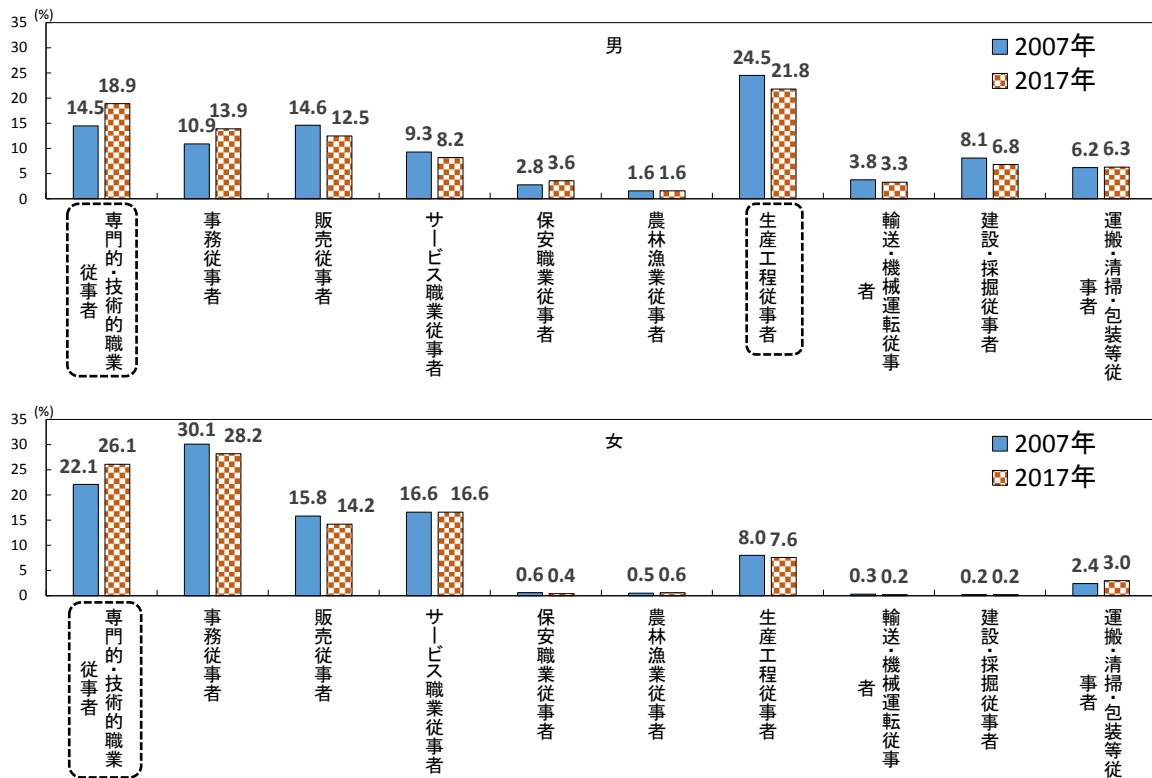 (%)
35
30
25
20
15
10
5
0
男
2007年
2017年
14.5 18.9
10.9 13.9
14.6 12.5
9.3 8.2
2.8 3.6
1.6 1.6
24.5 21.8
3.8 3.3
8.1 6.8
6.2 6.3
専門的・技術的職業
従事者
事務従事者
販売従事者
サービス職業従事者
保安職業従事者
農林漁業従事者
生産工程従事者
輸送・機械運転従事
者
建設・採掘従事者
運搬・清掃・包装等従
事者
(%)
35
30
25
20
15
10
5
0
女
2007年
2017年
22.1 26.1
30.1 28.2
15.8 14.2
16.6 16.6
0.6 0.4
0.5 0.6
8.0 7.6
0.3 0.2
0.2 0.2
2.4 3.0
専門的・技術的職業
従事者
事務従事者
販売従事者
サービス職業従事者
保安職業従事者
農林漁業従事者
生産工程従事者
輸送・機械運転従事
者
建設・採掘従事者
運搬・清掃・包装等従
事者